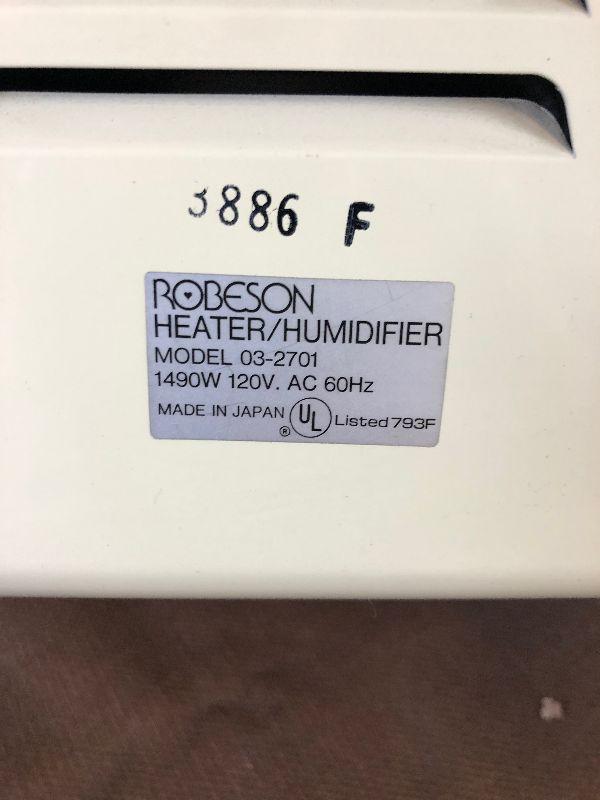 3886 F
ROBESON
HEATER/HUMIDIFIER
MODEL 03-2701
1490W 120V. AC 60Hz
MADE IN JAPAN UL ® Listed 793F